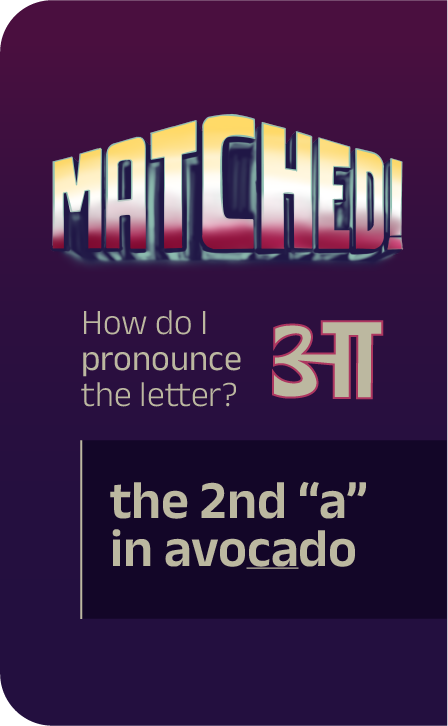 MATCHED!
How do I
pronounce
the letter?
आ
the 2nd “a”
in avocado